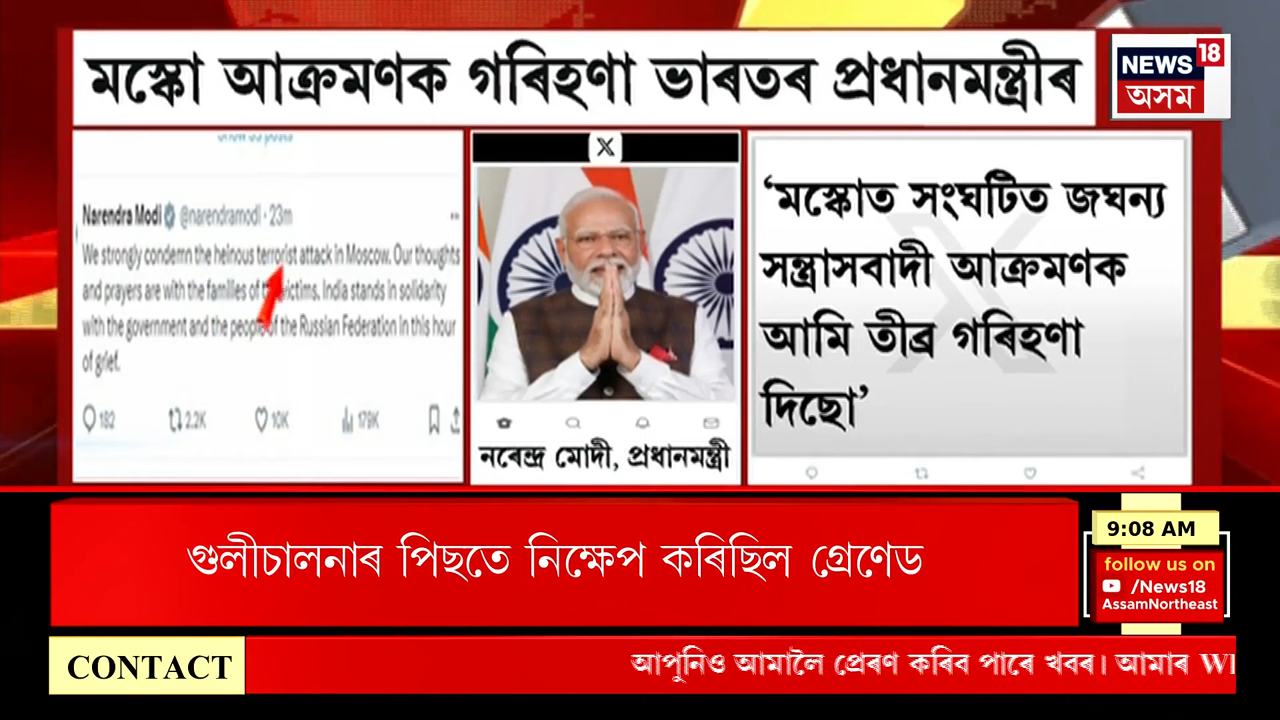 মস্কো আক্ৰমণক গৰিহণা ভাৰতৰ প্ৰধানমন্ত্ৰীৰ
NEWS 18
অসম
Narendra Modi @narendramodi · 23m
We strongly condemn the heinous terrorist attack in Moscow. Our thoughts
and prayers are with the families of victims. India stands in solidarity
with the government and the people of the Russian Federation in this hour
of grief.
182 2.2K 10K 179K
X
নৰেন্দ্ৰ মোদী, প্ৰধানমন্ত্ৰী
‘মস্কোত সংঘটিত জঘন্য
সন্ত্ৰাসবাদী আক্ৰমণক
আমি তীব্ৰ গৰিহণা
দিছো’
গুলীচালনাৰ পিছতে নিক্ষেপ কৰিছিল গ্ৰেণেড
9:08 AM
follow us on
/News18
AssamNortheast
CONTACT
আপুনিও আমালৈ প্ৰেৰণ কৰিব পাৰে খবৰ। আমাৰ